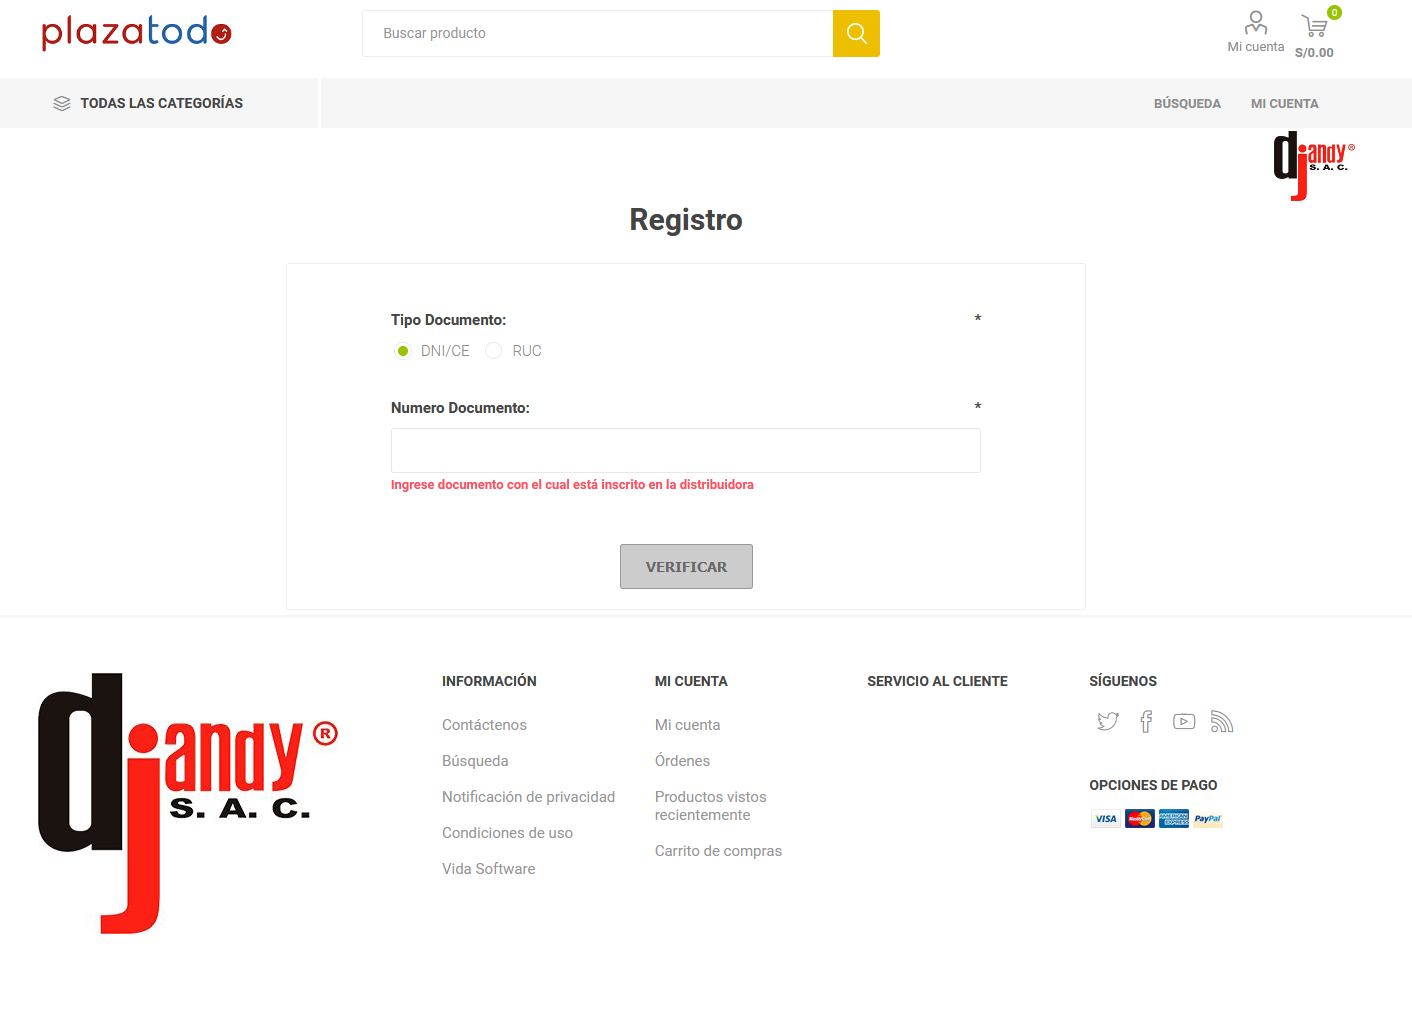 plazatodo
Buscar producto
0
Mi cuenta
S/0.00
TODAS LAS CATEGORÍAS
BÚSQUEDA
MI CUENTA
djandy®
S. A. C.
Registro
Tipo Documento: *
DNI/CE
RUC
Numero Documento: *
Ingrese documento con el cual está inscrito en la distribuidora
VERIFICAR
djandy®
S. A. C.
INFORMACIÓN
Contáctenos
Búsqueda
Notificación de privacidad
Condiciones de uso
Vida Software
MI CUENTA
Mi cuenta
Órdenes
Productos vistos
recientemente
Carrito de compras
SERVICIO AL CLIENTE
SÍGUENOS
OPCIONES DE PAGO
VISA
MasterCard
AMERICAN
EXPRESS
PayPal